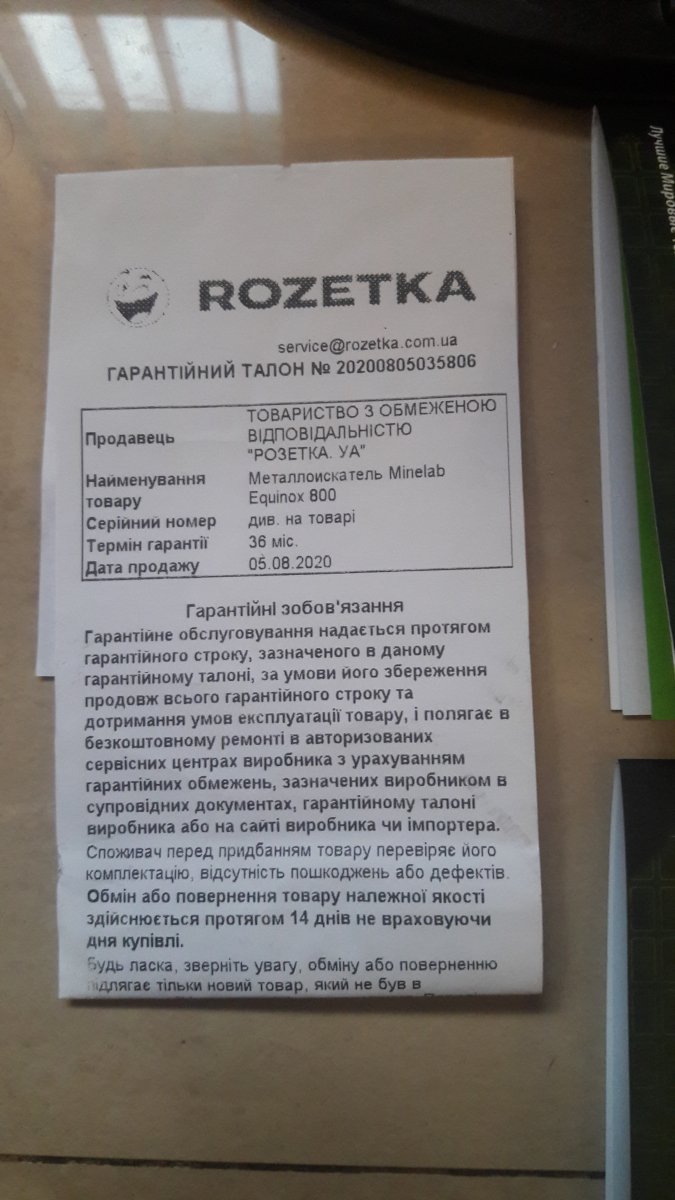 ROZETKA
service@rozetka.com.ua
ГАРАНТІЙНИЙ ТАЛОН № 20200805035806
Продавець
ТОВАРИСТВО З ОБМЕЖЕНОЮ
ВІДПОВІДАЛЬНІСТЮ
"РОЗЕТКА. УА"
Найменування
товару
Металлоискатель Minelab
Equinox 800
Серійний номер див. на товарі
Термін гарантії 36 міс.
Дата продажу 05.08.2020
Гарантійні зобов'язання
Гарантійне обслуговування надається протягом
гарантійного строку, зазначеного в даному
гарантійному талоні, за умови його збереження
продовж всього гарантійного строку та
дотримання умов експлуатації товару, і полягає в
безкоштовному ремонті в авторизованих
сервісних центрах виробника з урахуванням
гарантійних обмежень, зазначених виробником в
супровідних документах, гарантійному талоні
виробника або на сайті виробника чи імпортера.
Споживач перед придбанням товару перевіряє його
комплектацію, відсутність пошкоджень або дефектів.
Обмін або повернення товару належної якості
здійснюється протягом 14 днів не враховуючи
дня купівлі.
Будь ласка, зверніть увагу, обміну або поверненню
підлягає тільки новий товар, який не був в
Лучшие Мировые